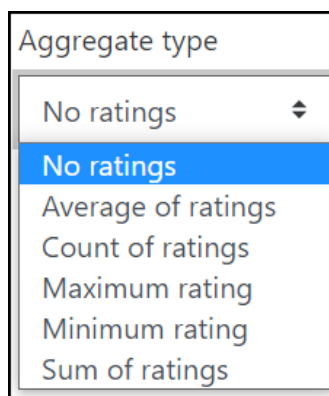 Aggregate type
No ratings
No ratings
Average of ratings
Count of ratings
Maximum rating
Minimum rating
Sum of ratings